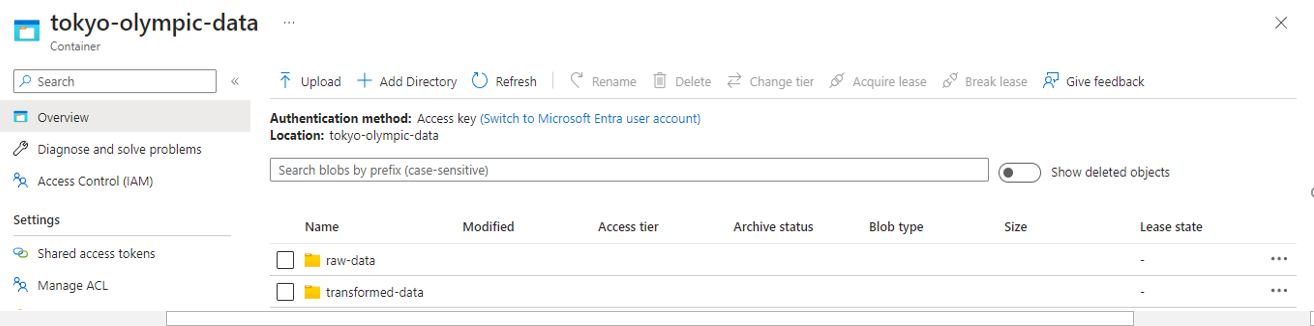 tokyo-olympic-data ...
Container
Search «
Upload Add Directory Refresh Rename Delete Change tier Acquire lease Break lease Give feedback
Overview
Diagnose and solve problems
Access Control (IAM)
Settings
Shared access tokens
Manage ACL
Authentication method: Access key (Switch to Microsoft Entra user account)
Location: tokyo-olympic-data
Search blobs by prefix (case-sensitive) Show deleted objects
Name Modified Access tier Archive status Blob type Size Lease state
raw-data - ...
transformed-data - ...